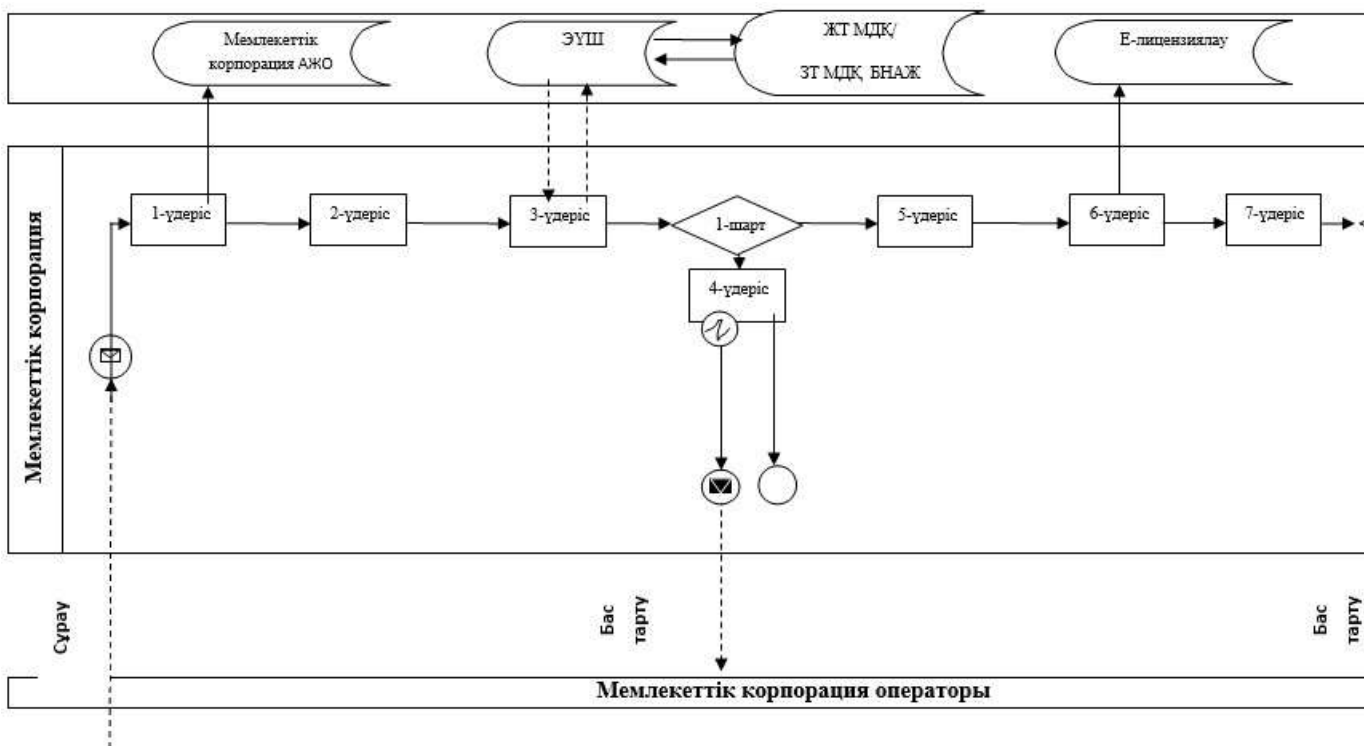 Мемлекеттік
корпорация АЖО
ЭҮШ
ЖТ МДҚ/
ЗТ МДҚ, БНАЖ
Е-лицензиялау
Мемлекеттік корпорация
1-үдеріс
2-үдеріс
3-үдеріс
1-шарт
5-үдеріс
6-үдеріс
7-үдеріс
4-үдеріс
Сұрау
Бас
тарту
Бас
тарту
Мемлекеттік корпорация операторы